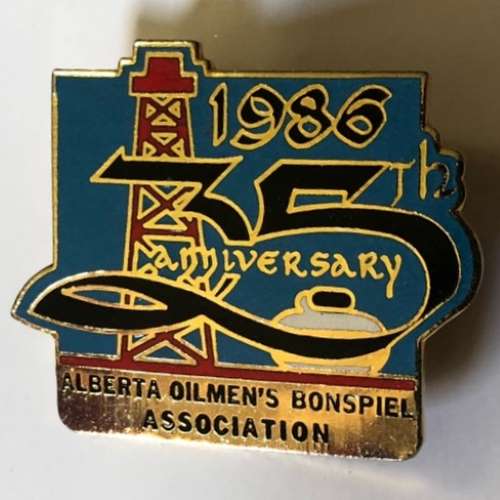 1986
35Th
anniversary
ALBERTA OILMEN'S BONSPIEL
ASSOCIATION